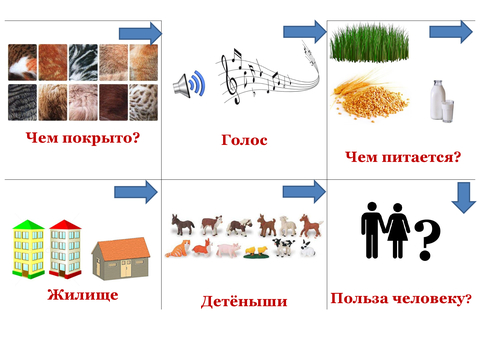 Чем покрыто?
Голос
Чем питается?
Жилище
Детёныши
Польза человеку?
?